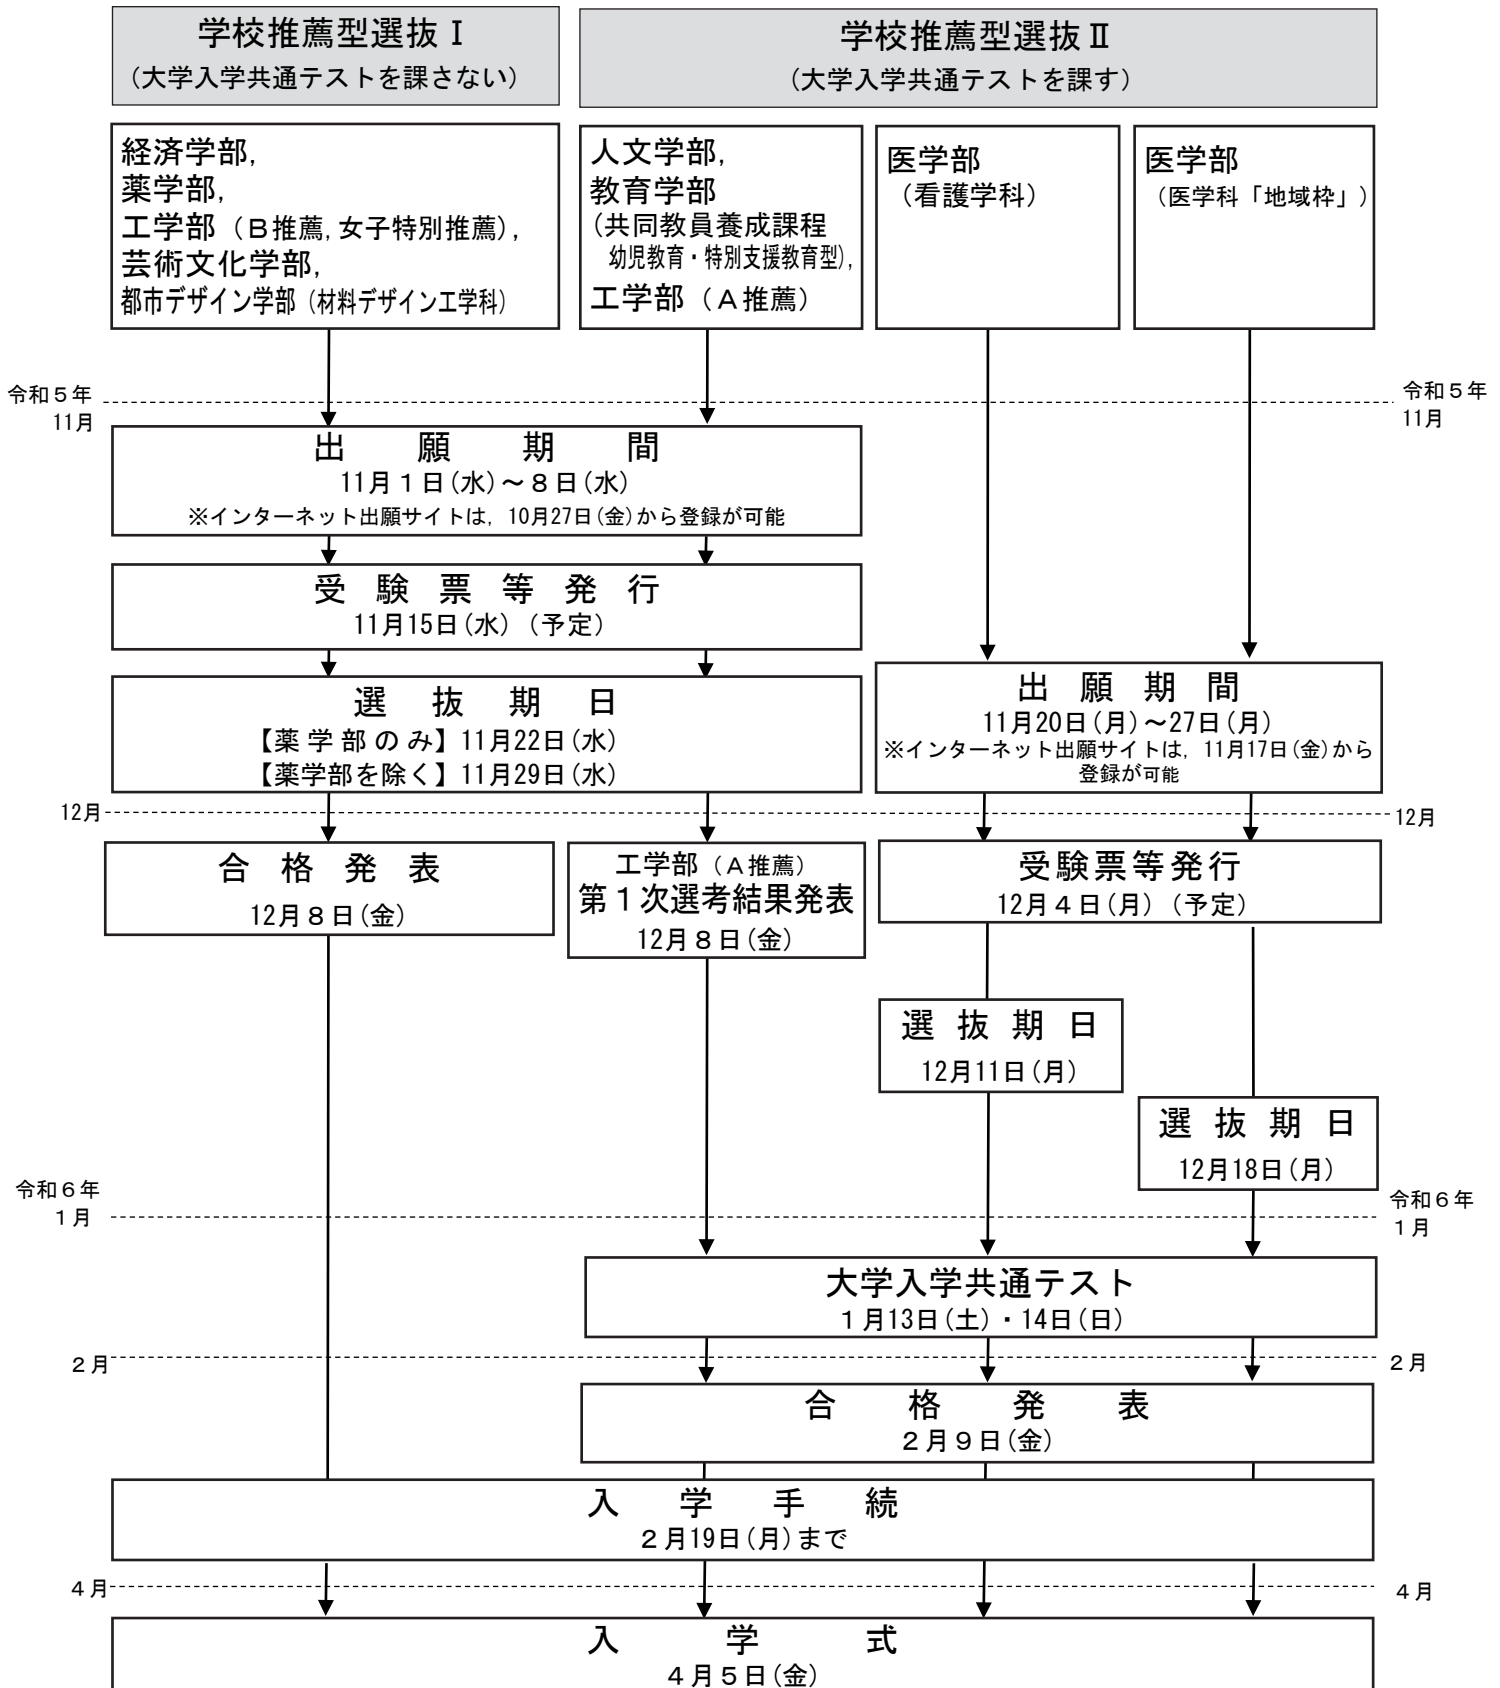 学校推薦型選抜Ⅰ
（大学入学共通テストを課さない）
学校推薦型選抜Ⅱ
（大学入学共通テストを課す）
経済学部，
薬学部，
工学部（Ｂ推薦，女子特別推薦），
芸術文化学部，
都市デザイン学部（材料デザイン工学科）
人文学部，
教育学部
（共同教員養成課程
幼児教育・特別支援教育型），
工学部（Ａ推薦）
医学部
（看護学科）
医学部
（医学科「地域枠」）
令和５年
11月
令和５年
11月
出願期間
11月１日（水）～８日（水）
※インターネット出願サイトは，10月27日（金）から登録が可能
受験票等発行
11月15日（水）（予定）
選抜期日
【薬学部のみ】11月22日（水）
【薬学部を除く】11月29日（水）
出願期間
11月20日（月）～27日（月）
※インターネット出願サイトは，11月17日（金）から
登録が可能
12月
12月
合格発表
12月８日（金）
工学部（Ａ推薦）
第１次選考結果発表
12月８日（金）
受験票等発行
12月４日（月）（予定）
選抜期日
12月11日（月）
選抜期日
12月18日（月）
令和６年
１月
令和６年
１月
大学入学共通テスト
１月13日（土）・14日（日）
２月
２月
合格発表
２月９日（金）
入学手続
２月19日（月）まで
４月
４月
入学式
４月５日（金）